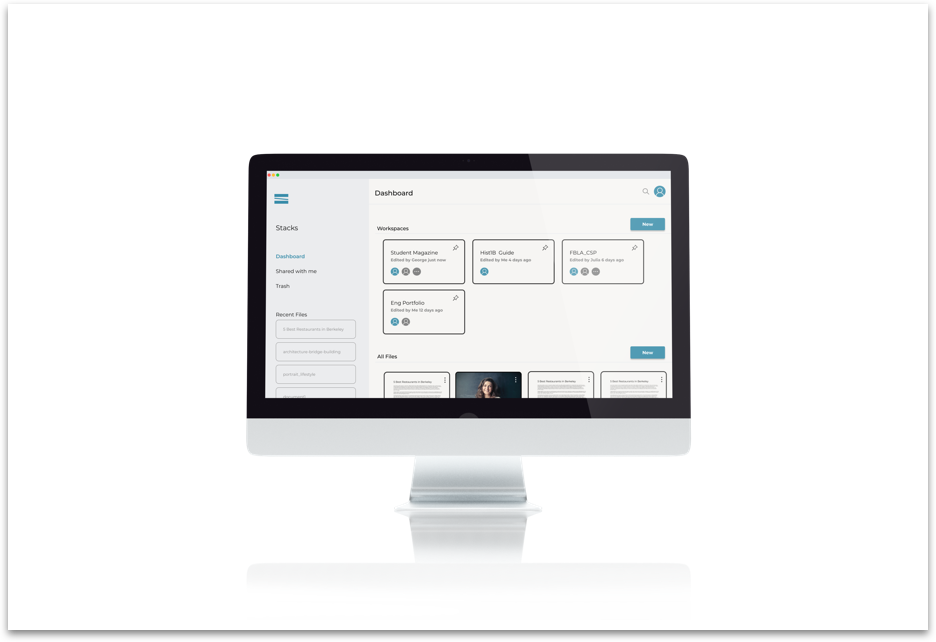 Dashboard
Stacks
Workspaces
New
Student Magazine
Edited by George just now
Hist1B Guide
Edited by Me 4 days ago
FBLA_CSP
Edited by Julia 8 days ago
Dashboard
Shared with me
Trash
Eng Portfolio
Edited by Me 12 days ago
Recent Files
5 Best Restaurants in Berkeley
architecture bridge building
portrait, lifestyle
All Files
New
5 Best Restaurants in Berkeley
5 Best Restaurants in Berkeley
5 Best Restaurants in Berkeley